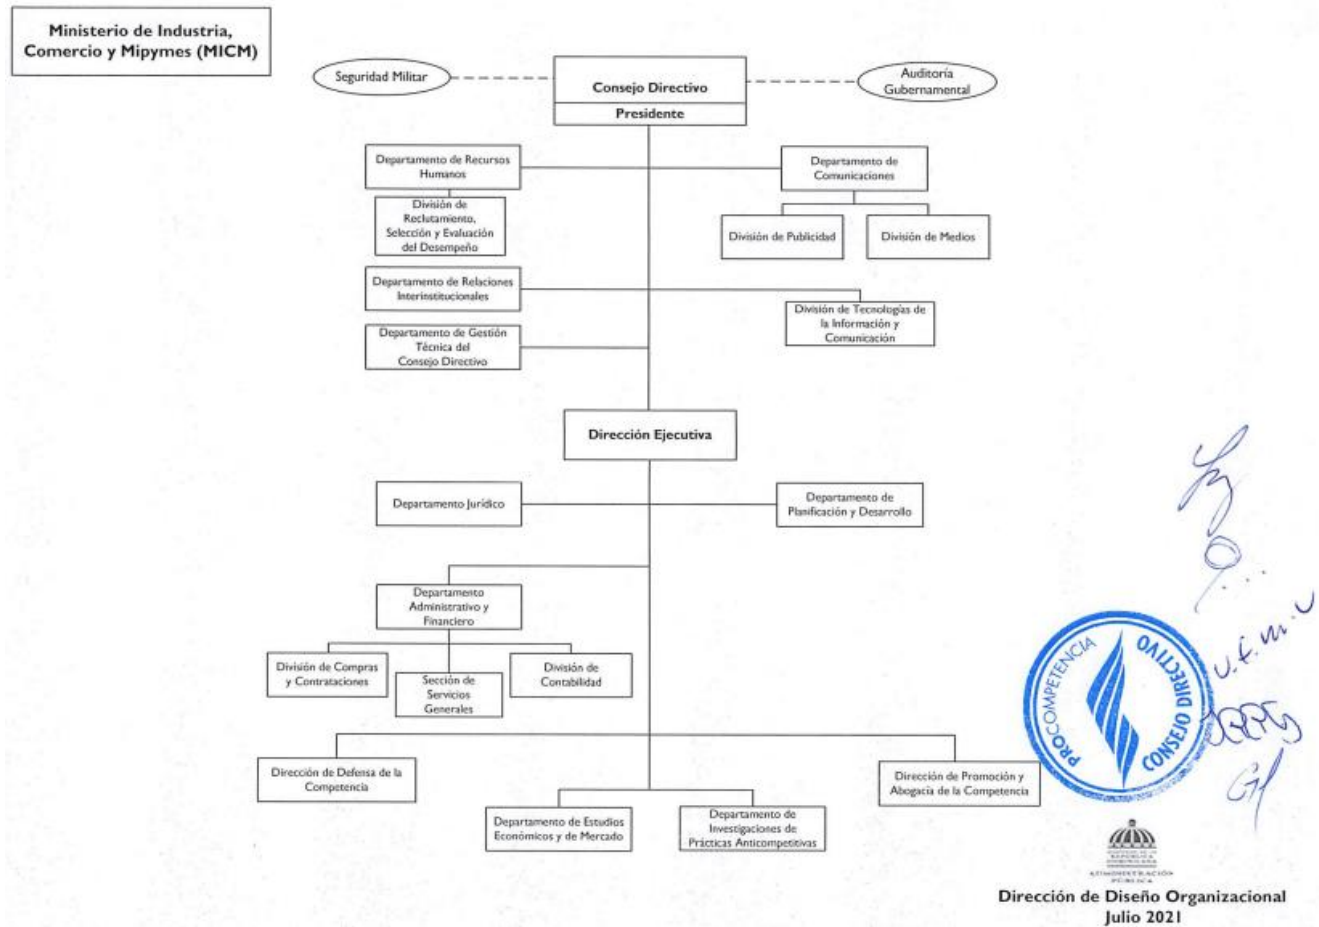 Ministerio de Industria,
Comercio y Mipymes (MICM)
Seguridad Militar
Consejo Directivo
Presidente
Auditoría
Gubernamental
Departamento de Recursos
Humanos
Departamento de
Comunicaciones
División de
Reclutamiento,
Selección y Evaluación
del Desempeño
División de Publicidad
División de Medios
Departamento de Relaciones
Interinstitucionales
División de Tecnologías de
la Información y
Comunicación
Departamento de Gestión
Técnica del
Consejo Directivo
Dirección Ejecutiva
Departamento Jurídico
Departamento de
Planificación y Desarrollo
Departamento
Administrativo y
Financiero
División de Compras
y Contrataciones
Sección de
Servicios
Generales
División de
Contabilidad
Dirección de Defensa de la
Competencia
Departamento de Estudios
Económicos y de Mercado
Departamento de
Investigaciones de
Prácticas Anticompetitivas
Dirección de Promoción y
Abogacía de la Competencia
PROCOMPETENCIA
CONSEJO DIRECTIVO
REPÚBLICA
DOMINICANA
ADMINISTRACIÓN
PÚBLICA
Dirección de Diseño Organizacional
Julio 2021